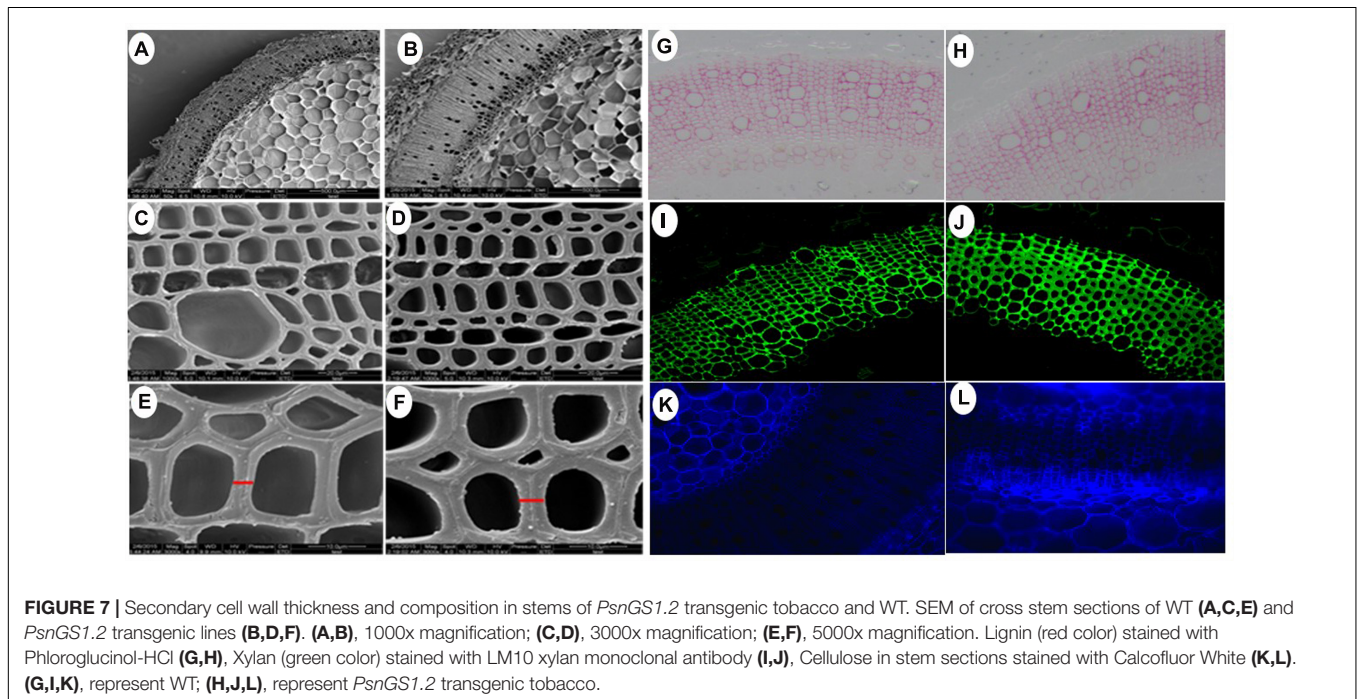 A
B
G
H
C
D
I
J
E
F
K
L
FIGURE 7 | Secondary cell wall thickness and composition in stems of PsnGS1.2 transgenic tobacco and WT. SEM of cross stem sections of WT (A,C,E) and
PsnGS1.2 transgenic lines (B,D,F). (A,B), 1000x magnification; (C,D), 3000x magnification; (E,F), 5000x magnification. Lignin (red color) stained with
Phloroglucinol-HCl (G,H), Xylan (green color) stained with LM10 xylan monoclonal antibody (I,J), Cellulose in stem sections stained with Calcofluor White (K,L).
(G,I,K), represent WT; (H,J,L), represent PsnGS1.2 transgenic tobacco.